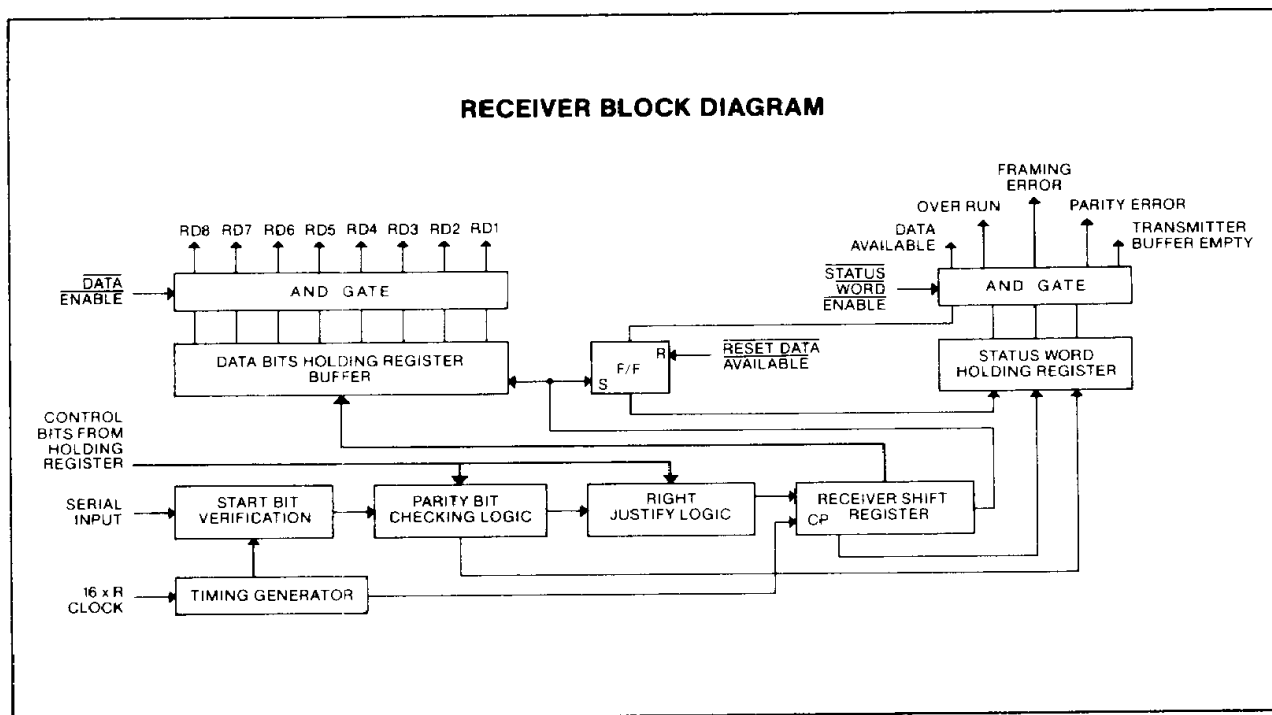 RECEIVER BLOCK DIAGRAM
FRAMING
ERROR
OVER RUN
PARITY ERROR
DATA
AVAILABLE
TRANSMITTER
BUFFER EMPTY
RD8 RD7 RD6 RD5 RD4 RD3 RD2 RD1
DATA
ENABLE
AND GATE
STATUS
WORD
ENABLE
AND GATE
DATA BITS HOLDING REGISTER
BUFFER
R
F/F
S
RESET DATA
AVAILABLE
STATUS WORD
HOLDING REGISTER
CONTROL
BITS FROM
HOLDING
REGISTER
SERIAL
INPUT
START BIT
VERIFICATION
PARITY BIT
CHECKING LOGIC
RIGHT
JUSTIFY LOGIC
RECEIVER SHIFT
REGISTER
CP
16 x R
CLOCK
TIMING GENERATOR